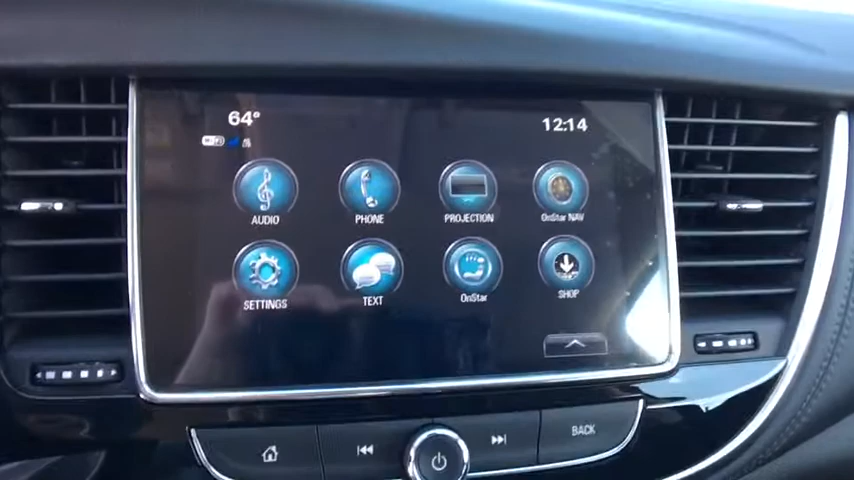 64°
12:14
AUDIO
PHONE
PROJECTION
OnStar NAV
SETTINGS
TEXT
OnStar
SHOP
BACK